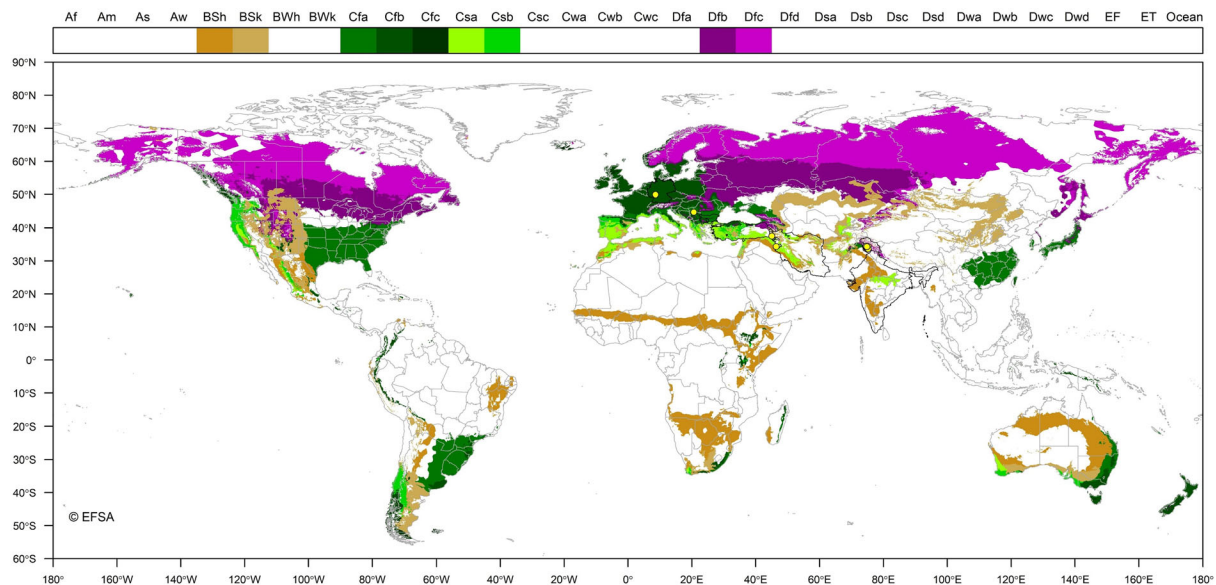 Af Am As Aw BSh BSk BWh BWk Cfa Cfb Cfc Csa Csb Csc Cwa Cwb Cwc Dfa Dfb Dfc Dfd Dsa Dsb Dsc Dsd Dwa Dwb Dwc Dwd EF ET Ocean
90°N
80°N
70°N
60°N
50°N
40°N
30°N
20°N
10°N
0°
10°S
20°S
30°S
40°S
50°S
60°S
© EFSA
180° 160°W 140°W 120°W 100°W 80°W 60°W 40°W 20°W 0° 20°E 40°E 60°E 80°E 100°E 120°E 140°E 160°E 180°